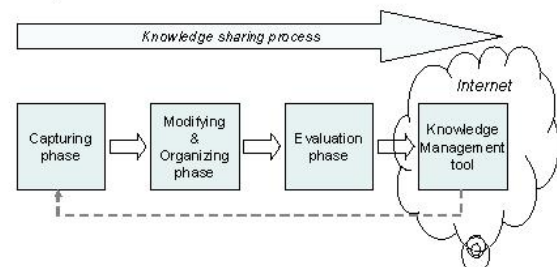 Knowledge sharing process
Internet
Capturing
phase
Modifying
&
Organizing
phase
Evaluation
phase
Knowledge
Management
tool
@